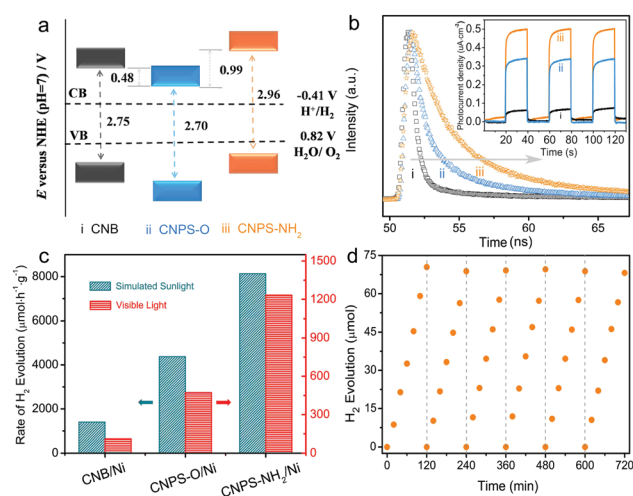 a
E versus NHE (pH=7) / V
CB
VB
0.48
0.99
2.75
2.70
2.96
-0.41 V
H⁺/H₂
0.82 V
H₂O/ O₂
i CNB
ii CNPS-O
iii CNPS-NH₂
b
Intensity (a.u.)
i
ii
iii
50 55 60 65
Time (ns)
Photocurrent density (uA·cm⁻²)
0.5
0.4
0.3
0.2
0.1
0.0
iii
ii
i
20 40 60 80 100 120
Time (s)
c
Rate of H₂ Evolution (μmol·h⁻¹·g⁻¹)
8000
6000
4000
2000
0
Simulated Sunlight
Visible Light
1500
1200
900
600
300
0
CNB/Ni
CNPS-O/Ni
CNPS-NH₂/Ni
d
H₂ Evolution (μmol)
75
60
45
30
15
0
0 120 240 360 480 600 720
Time (min)